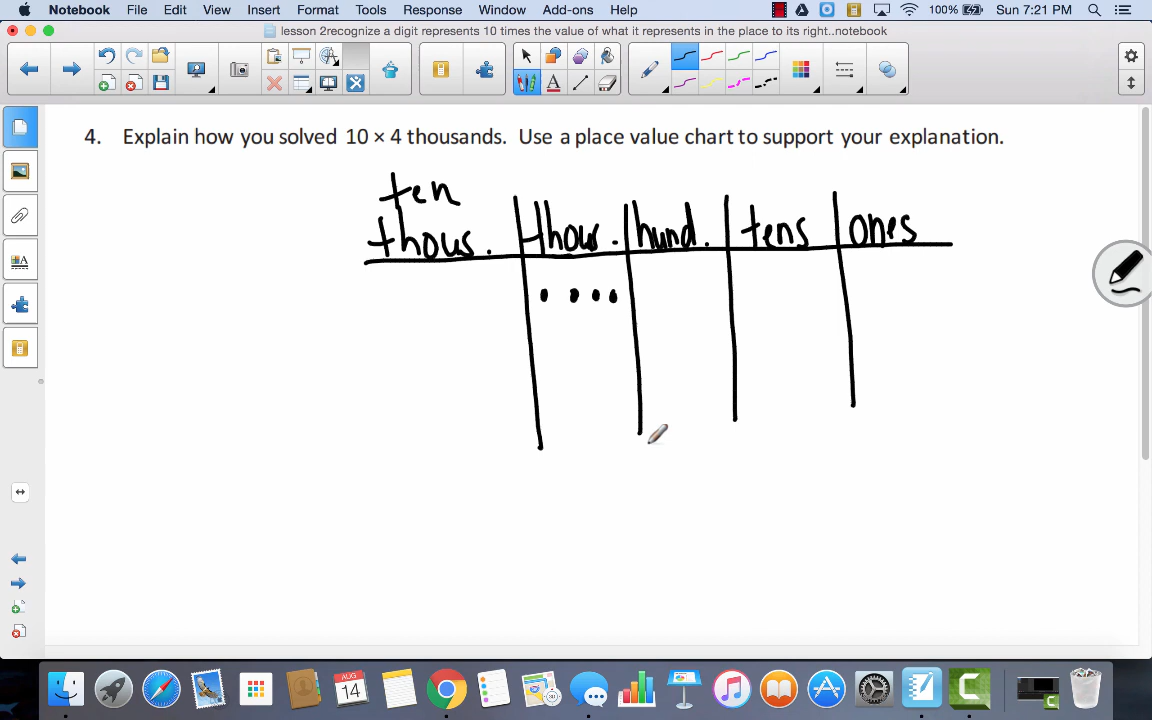 Notebook File Edit View Insert Format Tools Response Window Add-ons Help 100% Sun 7:21 PM
lesson 2recognize a digit represents 10 times the value of what it represents in the place to its right..notebook
4. Explain how you solved 10 × 4 thousands. Use a place value chart to support your explanation.
ten
thous. thous. hund. tens ones
AUG
14